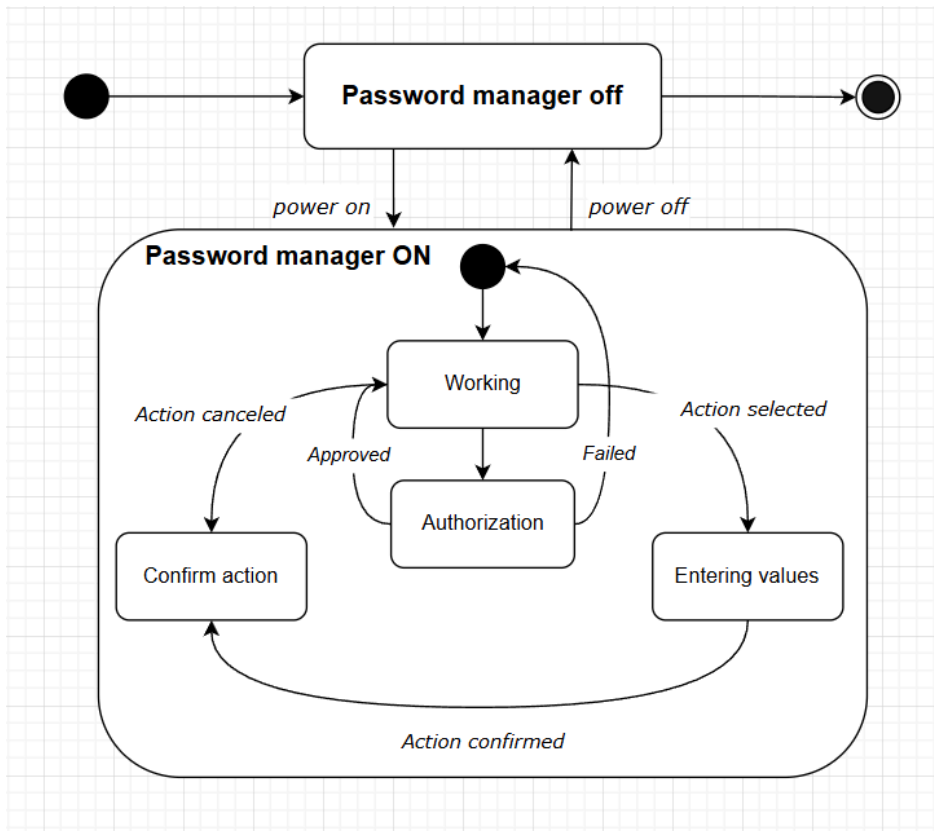 Password manager off
power on
power off
Password manager ON
Working
Action canceled
Action selected
Approved
Failed
Authorization
Confirm action
Entering values
Action confirmed